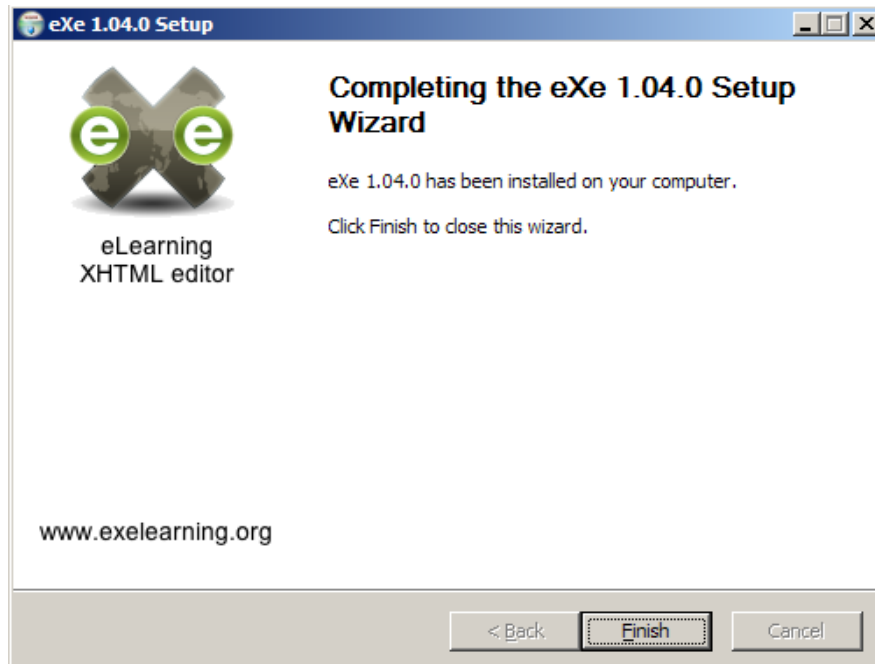 eXe 1.04.0 Setup
e e
eLearning
XHTML editor
Completing the eXe 1.04.0 Setup
Wizard
eXe 1.04.0 has been installed on your computer.
Click Finish to close this wizard.
www.exelearning.org
< Back Finish Cancel